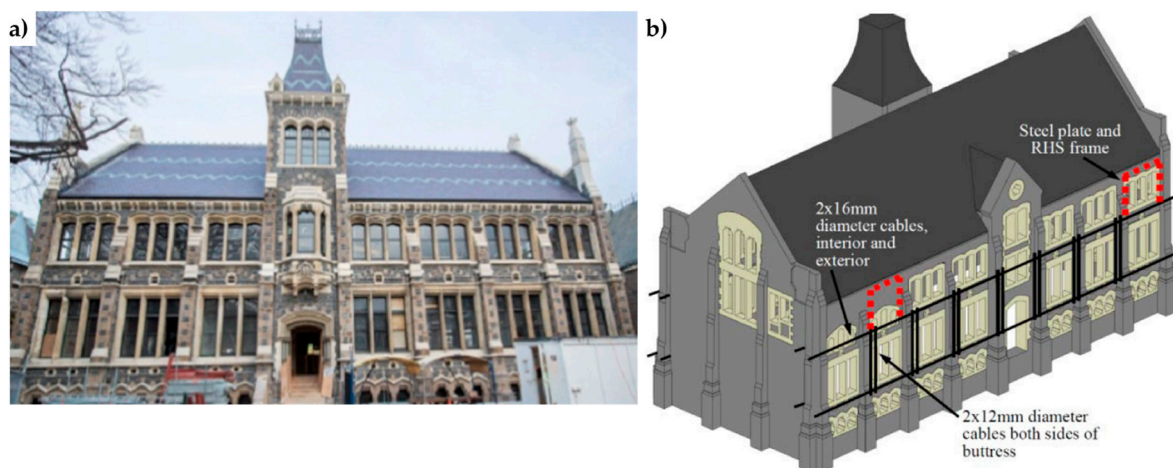 a)
b)
Steel plate and
RHS frame
2x16mm
diameter cables,
interior and
exterior
2x12mm diameter
cables both sides of
buttress